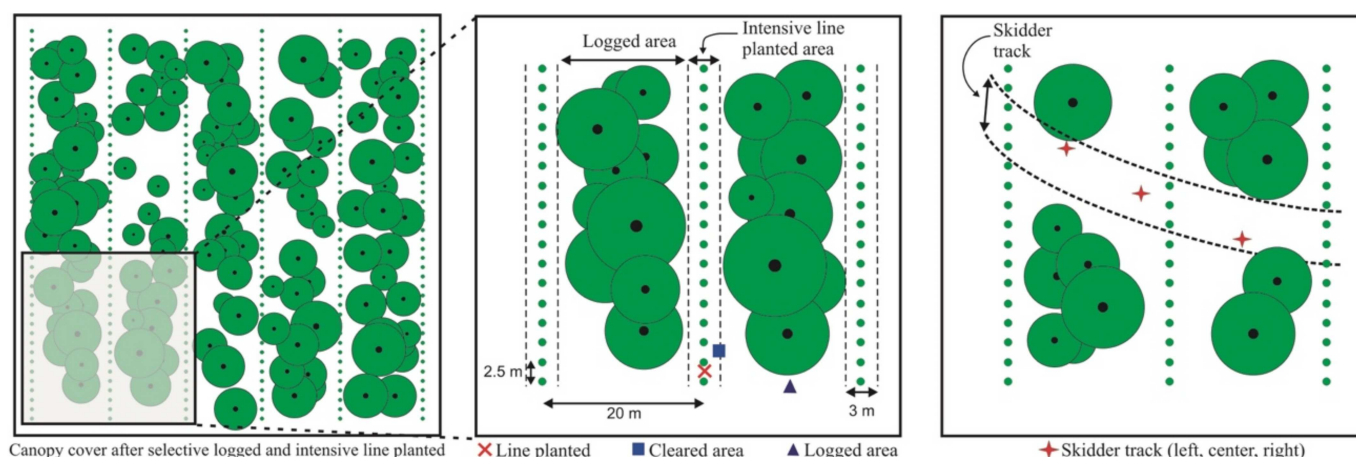 Logged area
Intensive line
planted area
Skidder
track
2.5 m
20 m
3 m
Canopy cover after selective logged and intensive line planted
Line planted
Cleared area
Logged area
Skidder track (left, center, right)